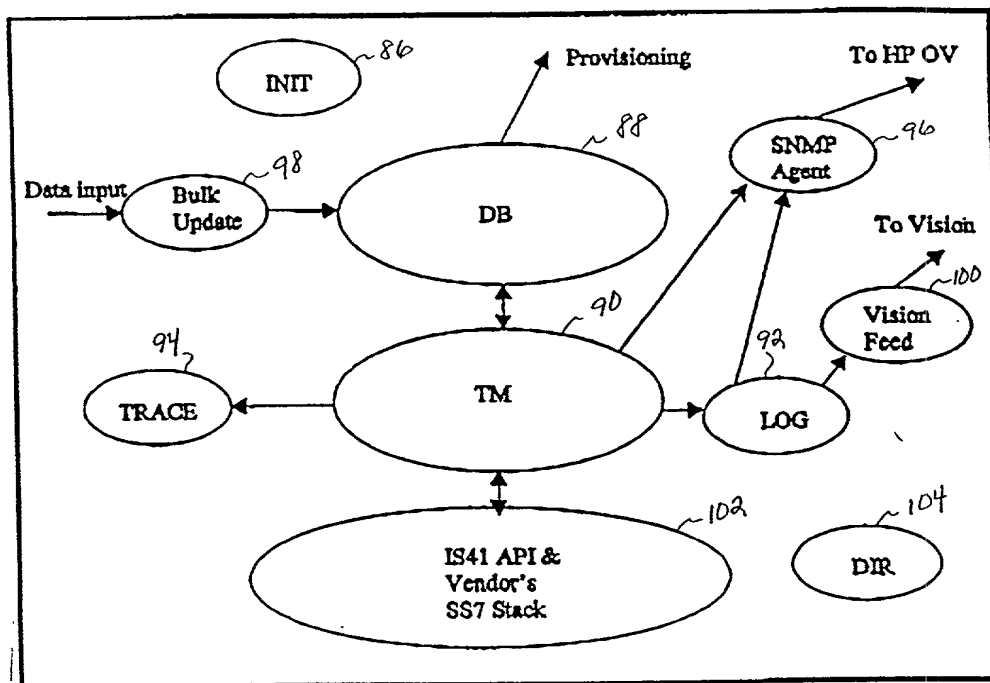 86
INIT
Provisioning
To HP OV
88
SNMP
Agent
96
Data input
98
Bulk
Update
DB
To Vision
100
Vision
Feed
90
94
TRACE
TM
92
LOG
102
IS41 API &
Vendor's
SS7 Stack
104
DIR